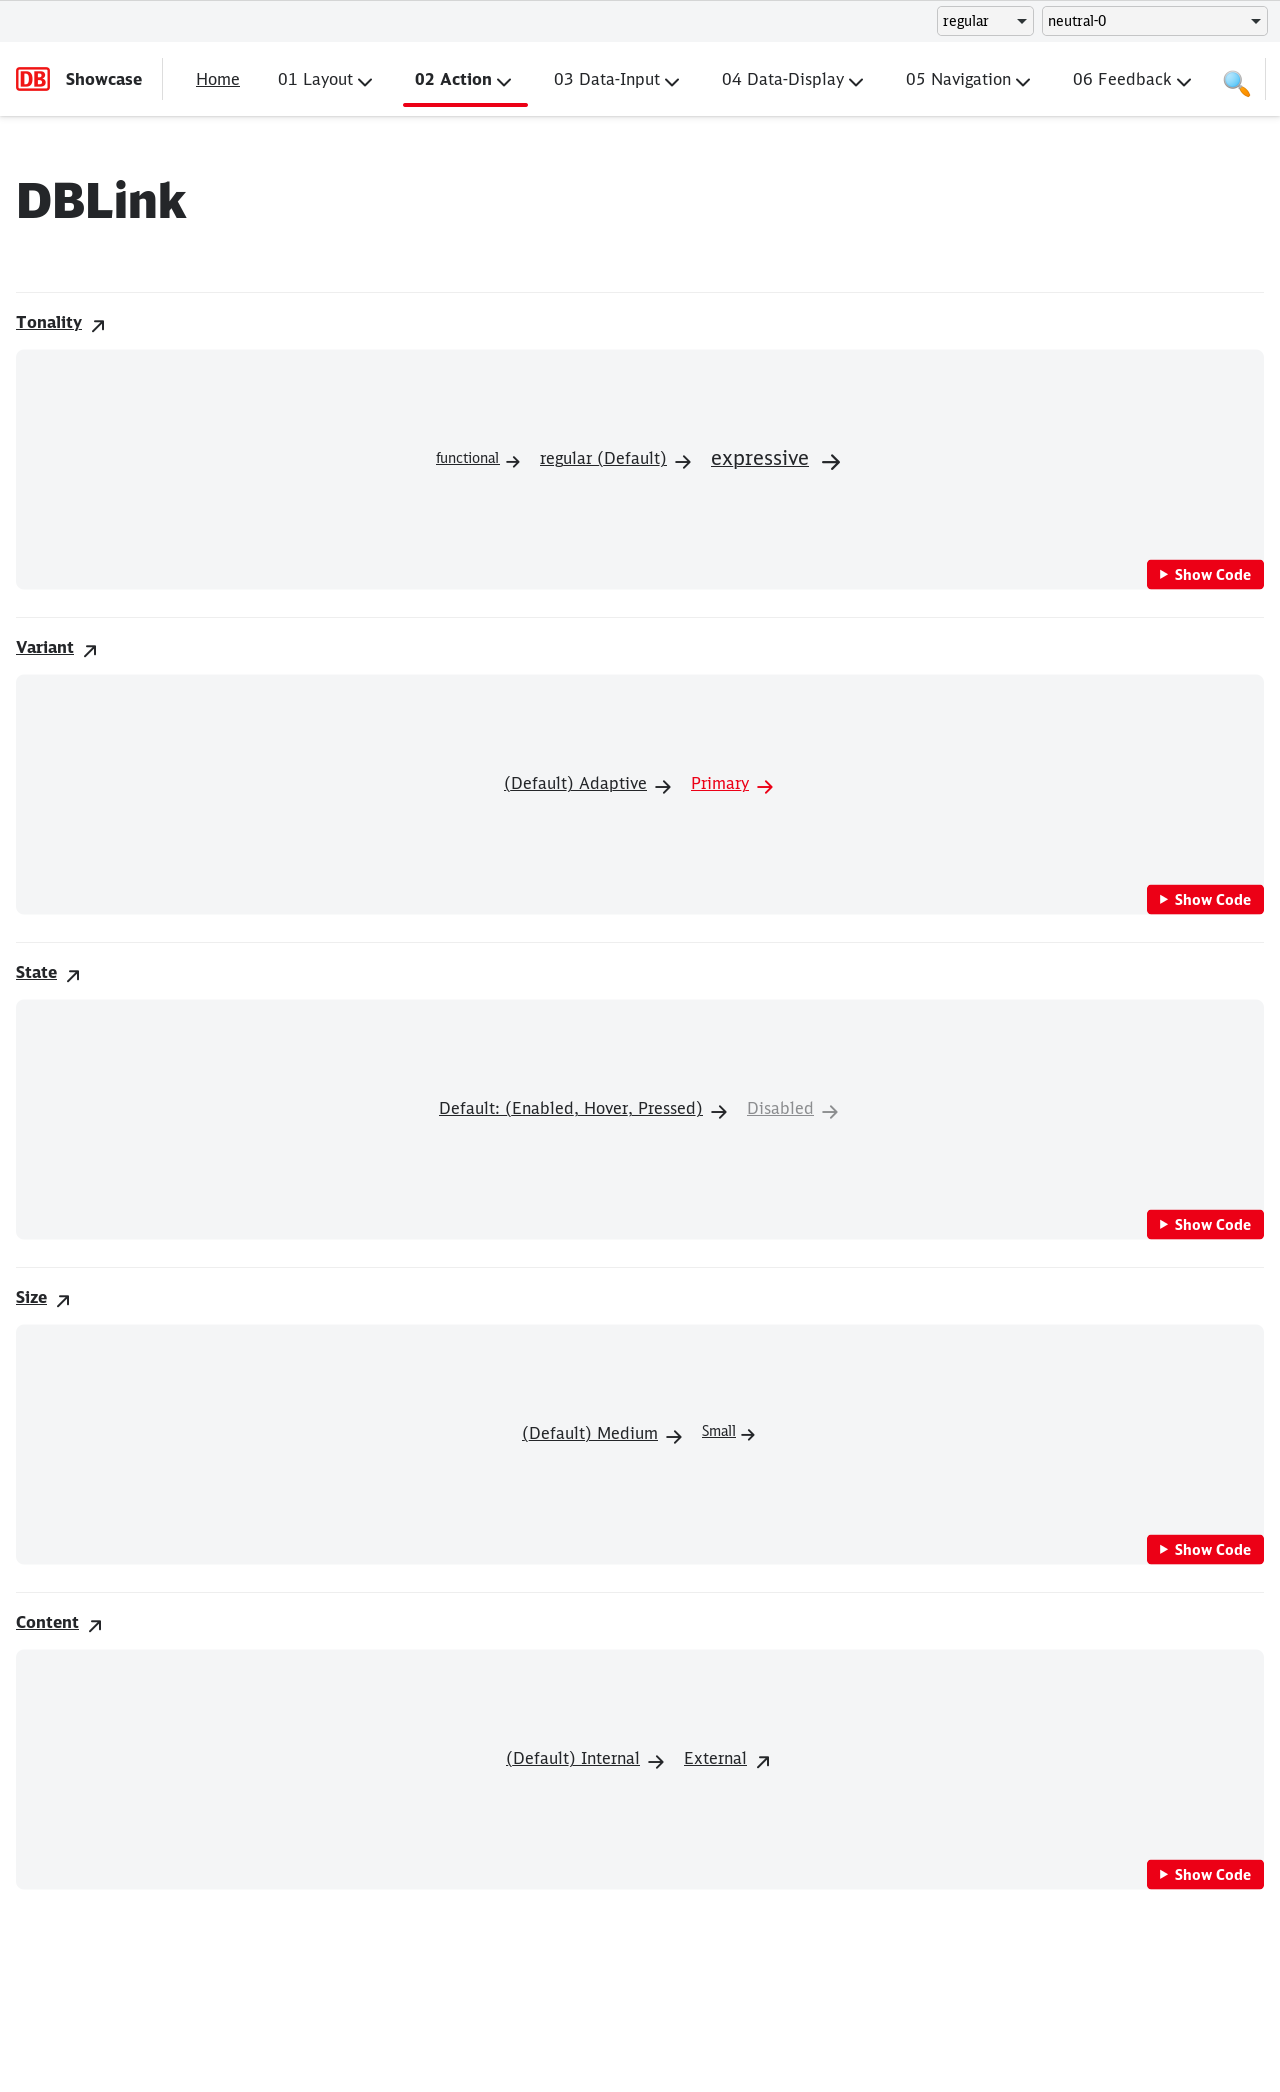 regular neutral-0
DB Showcase Home 01 Layout 02 Action 03 Data-Input 04 Data-Display 05 Navigation 06 Feedback
DBLink
Tonality
functional regular (Default) expressive
Show Code
Variant
(Default) Adaptive Primary
Show Code
State
Default: (Enabled, Hover, Pressed) Disabled
Show Code
Size
(Default) Medium Small
Show Code
Content
(Default) Internal External
Show Code